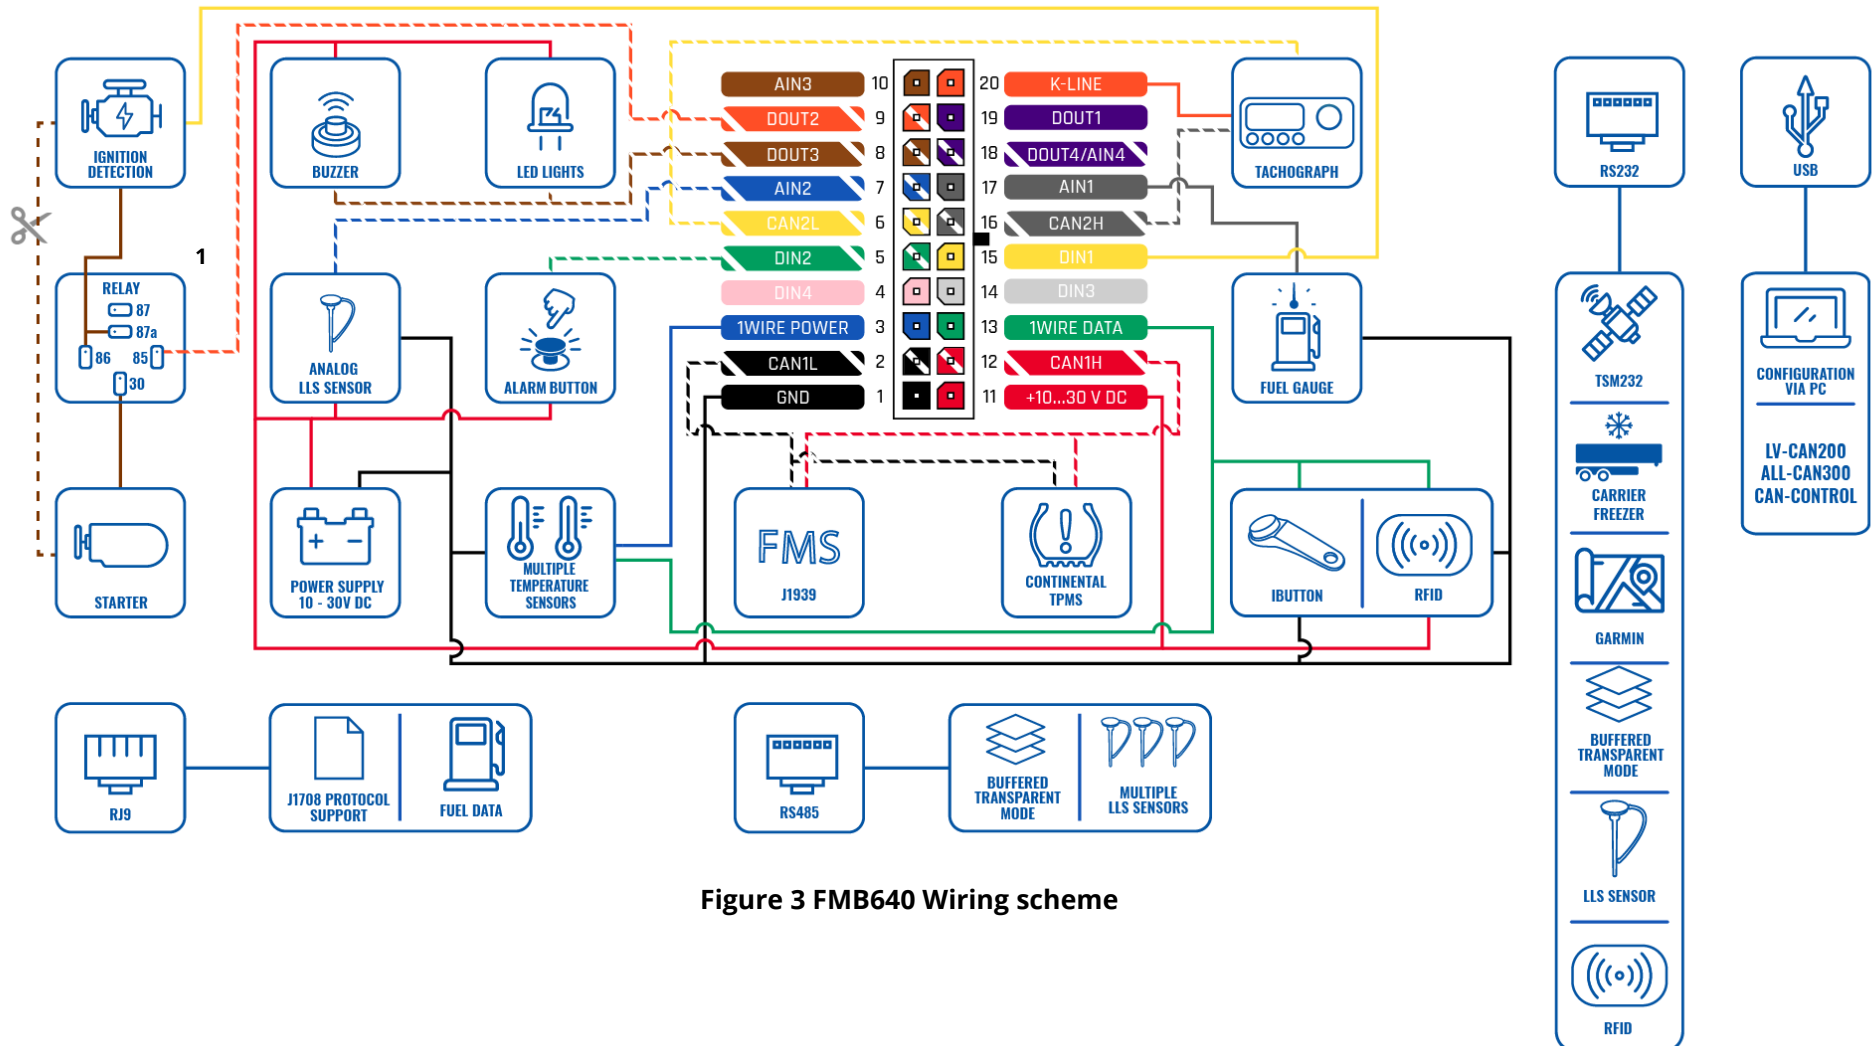 IGNITION
DETECTION
BUZZER
LED LIGHTS
AIN3 10
DOUT2 9
DOUT3 8
AIN2 7
CAN2L 6
DIN2 5
DIN4 4
1WIRE POWER 3
CAN1L 2
GND 1
20 K-LINE
19 DOUT1
18 DOUT4/AIN4
17 AIN1
16 CAN2H
15 DIN1
14 DIN3
13 1WIRE DATA
12 CAN1H
11 +10...30 V DC
TACHOGRAPH
RS232
USB
1
RELAY
87
87a
86 85
30
ANALOG
LLS SENSOR
ALARM BUTTON
FUEL GAUGE
TSM232
CARRIER
FREEZER
GARMIN
BUFFERED
TRANSPARENT
MODE
LLS SENSOR
RFID
CONFIGURATION
VIA PC
LV-CAN200
ALL-CAN300
CAN-CONTROL
STARTER
POWER SUPPLY
10 - 30V DC
MULTIPLE
TEMPERATURE
SENSORS
FMS
J1939
CONTINENTAL
TPMS
IBUTTON
RFID
RJ9
J1708 PROTOCOL
SUPPORT
FUEL DATA
RS485
BUFFERED
TRANSPARENT
MODE
MULTIPLE
LLS SENSORS
Figure 3 FMB640 Wiring scheme